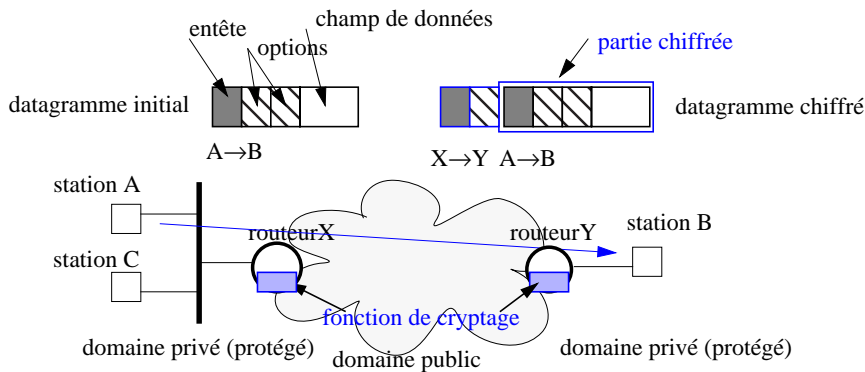 champ de données
entête
options
partie chiffrée
datagramme initial
datagramme chiffré
A→B
X→Y A→B
station A
routeurX
routeurY
station B
station C
fonction de cryptage
domaine privé (protégé)
domaine public
domaine privé (protégé)